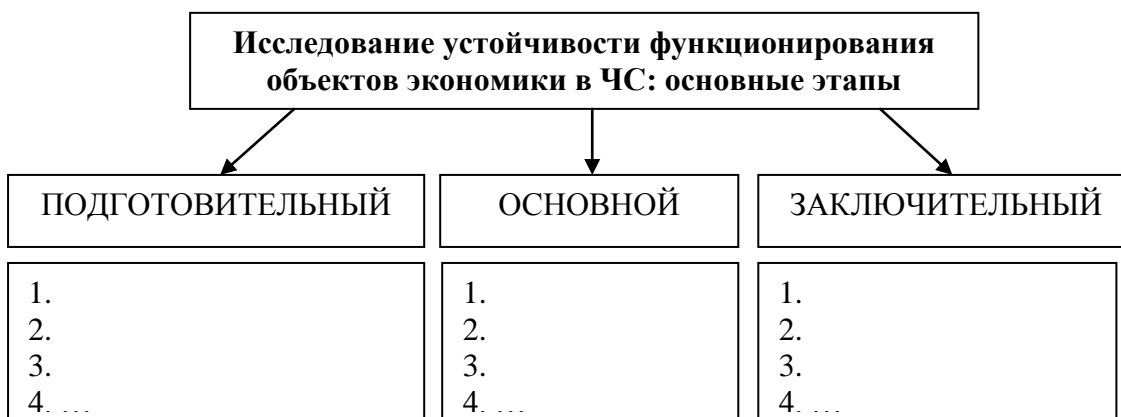 Исследование устойчивости функционирования
объектов экономики в ЧС: основные этапы
ПОДГОТОВИТЕЛЬНЫЙ
ОСНОВНОЙ
ЗАКЛЮЧИТЕЛЬНЫЙ
1.
2.
3.
4. …
1.
2.
3.
4. …
1.
2.
3.
4. …